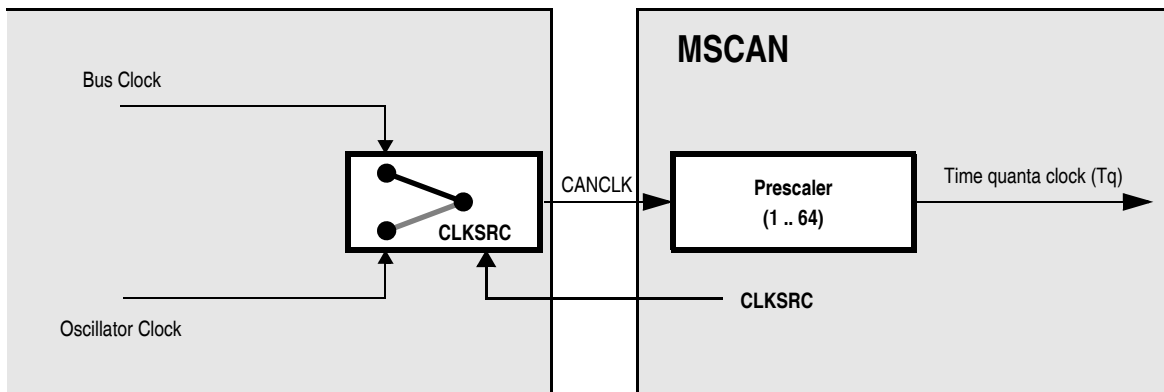 MSCAN
Bus Clock
CANCLK
Prescaler
(1 .. 64)
Time quanta clock (Tq)
CLKSRC
CLKSRC
Oscillator Clock